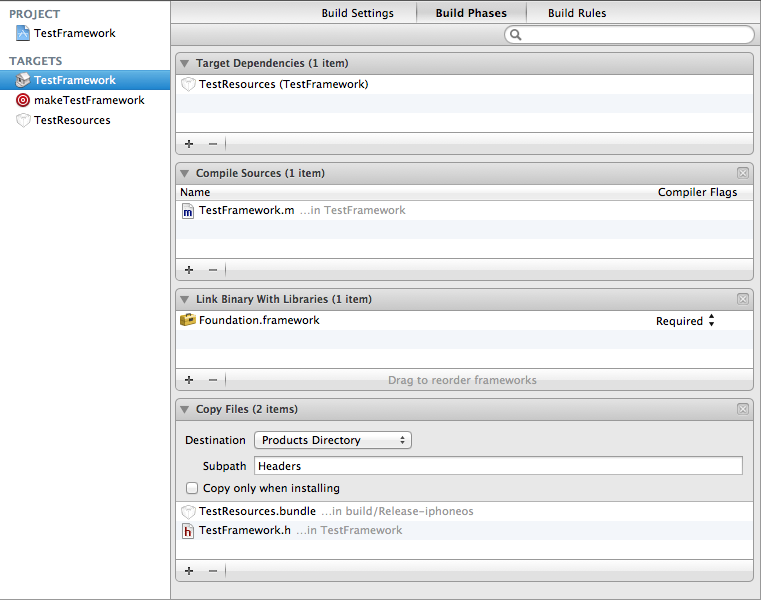 PROJECT
TestFramework
TARGETS
TestFramework
makeTestFramework
TestResources
Build Settings Build Phases Build Rules
Target Dependencies (1 item)
TestResources (TestFramework)
+ −
Compile Sources (1 item)
Name Compiler Flags
m TestFramework.m ...in TestFramework
+ −
Link Binary With Libraries (1 item)
Foundation.framework Required
+ − Drag to reorder frameworks
Copy Files (2 items)
Destination Products Directory
Subpath Headers
Copy only when installing
TestResources.bundle ...in build/Release-iphoneos
h TestFramework.h ...in TestFramework
+ −